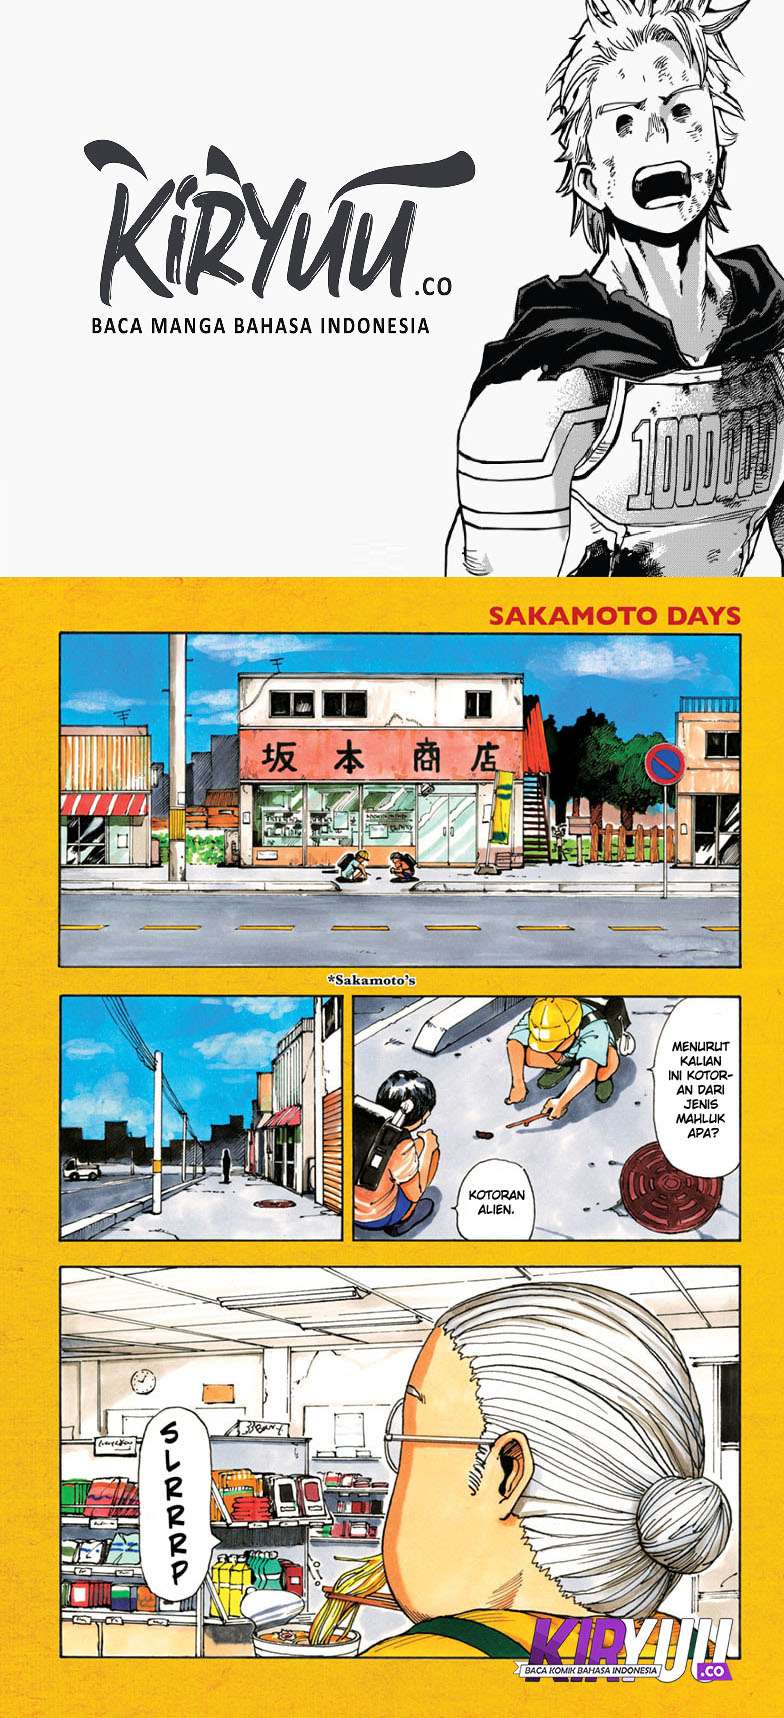 KIRYUU.CO
BACA MANGA BAHASA INDONESIA
1000000
SAKAMOTO DAYS
坂本商店
*Sakamoto's
MENURUT
KALIAN
INI KOTOR-
AN DARI
JENIS
MAHLUK
APA?
KOTORAN
ALIEN.
SLRRRP
KIRYUU
BACA KOMIK BAHASA INDONESIA
.CO